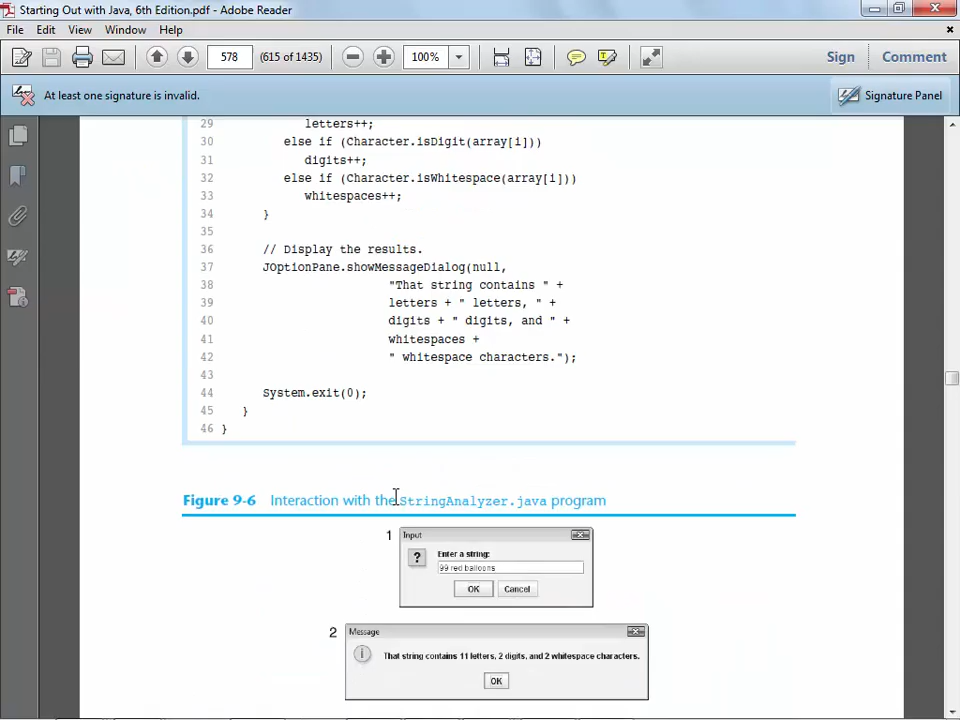 Starting Out with Java, 6th Edition.pdf - Adobe Reader
File Edit View Window Help
578 (615 of 1435) 100% Sign Comment
At least one signature is invalid. Signature Panel
29 letters++;
30 else if (Character.isDigit(array[i]))
31 digits++;
32 else if (Character.isWhitespace(array[i]))
33 whitespaces++;
34 }
35
36 // Display the results.
37 JOptionPane.showMessageDialog(null,
38 "That string contains " +
39 letters + " letters, " +
40 digits + " digits, and " +
41 whitespaces +
42 " whitespace characters.");
43
44 System.exit(0);
45 }
46 }
Figure 9-6 Interaction with the StringAnalyzer.java program
1 Input
Enter a string:
99 red balloons
OK Cancel
2 Message
That string contains 11 letters, 2 digits, and 2 whitespace characters.
OK